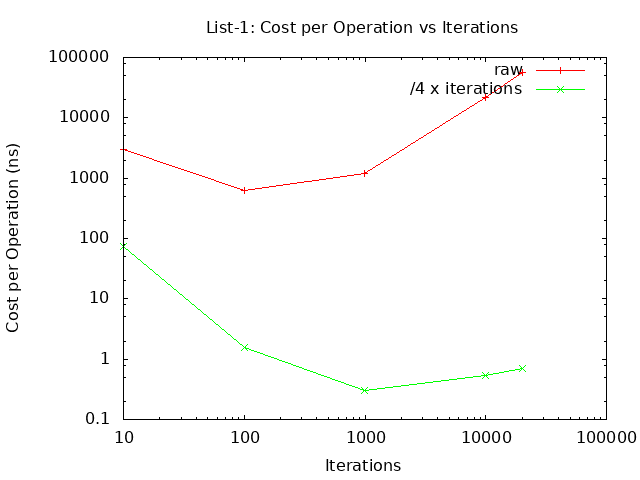 List-1: Cost per Operation vs Iterations
100000
10000
1000
100
10
1
0.1
Cost per Operation (ns)
raw
/4 x iterations
10 100 1000 10000 100000
Iterations